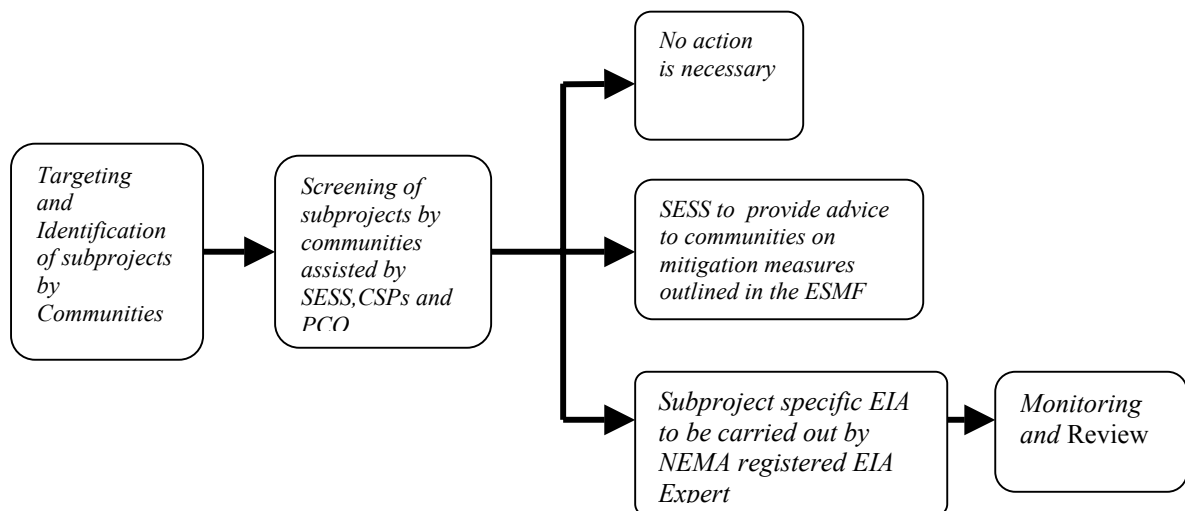 Targeting
and
Identification
of subprojects
by
Communities
Screening of
subprojects by
communities
assisted by
SESS,CSPs and
PCO
No action
is necessary
SESS to provide advice
to communities on
mitigation measures
outlined in the ESMF
Subproject specific EIA
to be carried out by
NEMA registered EIA
Expert
Monitoring
and Review